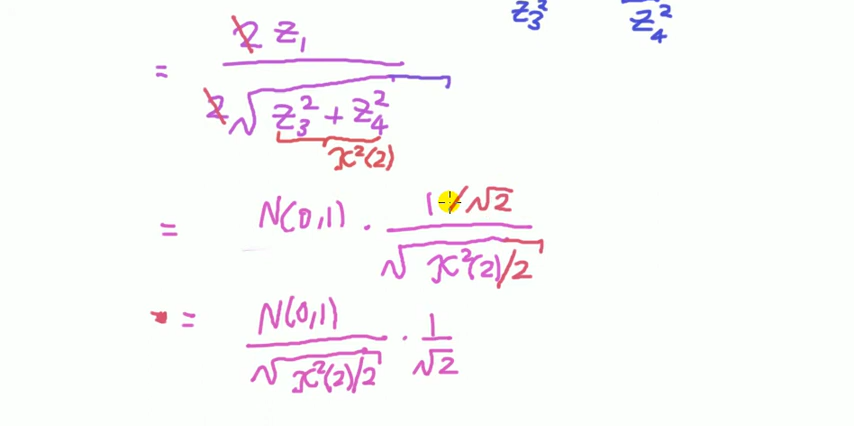 Z₃² Z₄²
= 2 Z₁ / 2√(Z₃² + Z₄²)
χ²(2)
= N(0,1) · 1/√2 / √(χ²(2)/2)
= N(0,1) / √(χ²(2)/2) · 1/√2